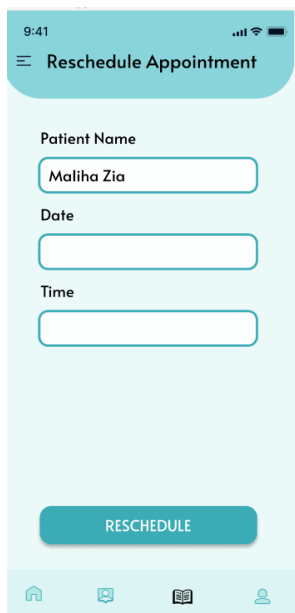 9:41
Reschedule Appointment
Patient Name
Maliha Zia
Date
Time
RESCHEDULE